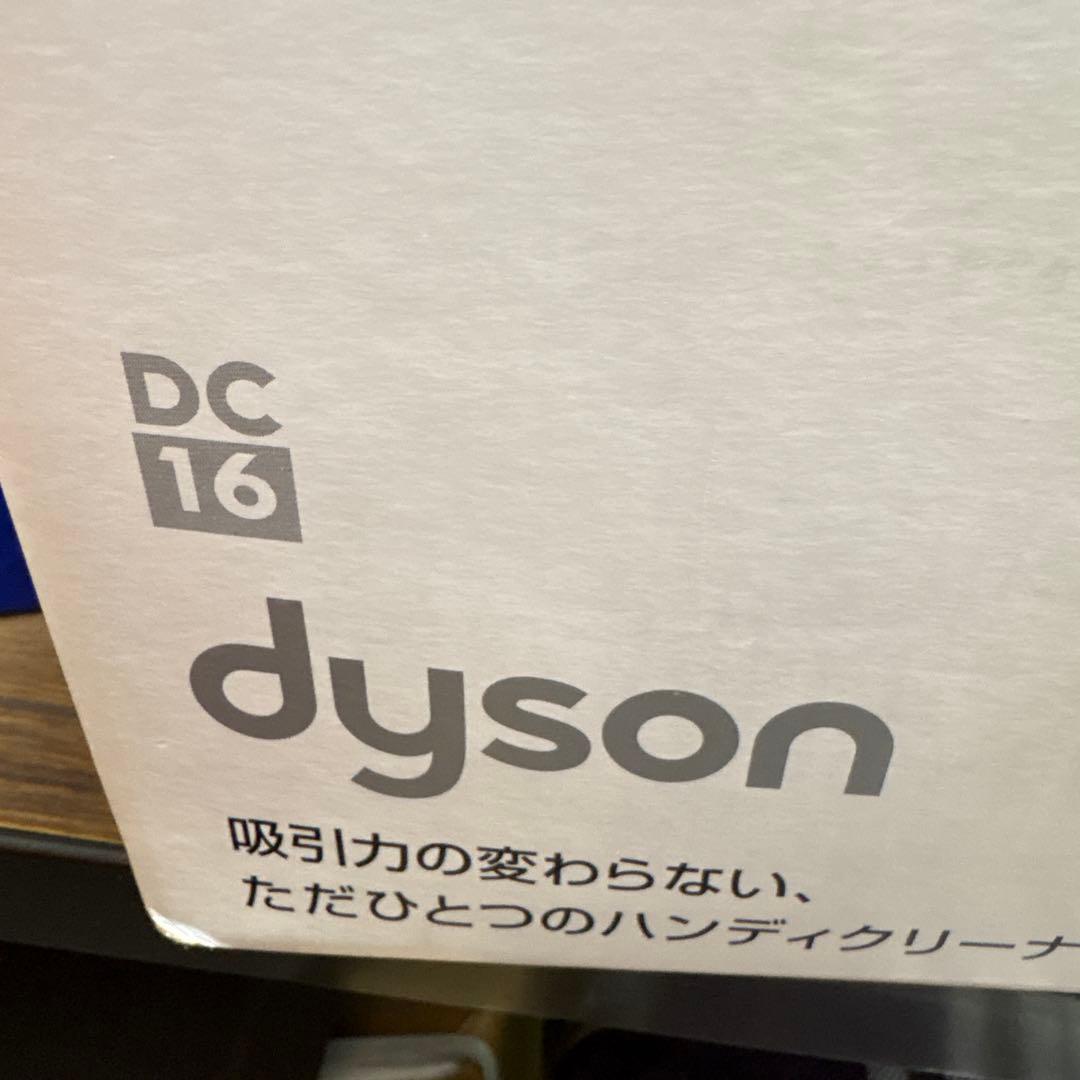 DC
16
dyson
吸引力の変わらない、
ただひとつのハンディクリーナ